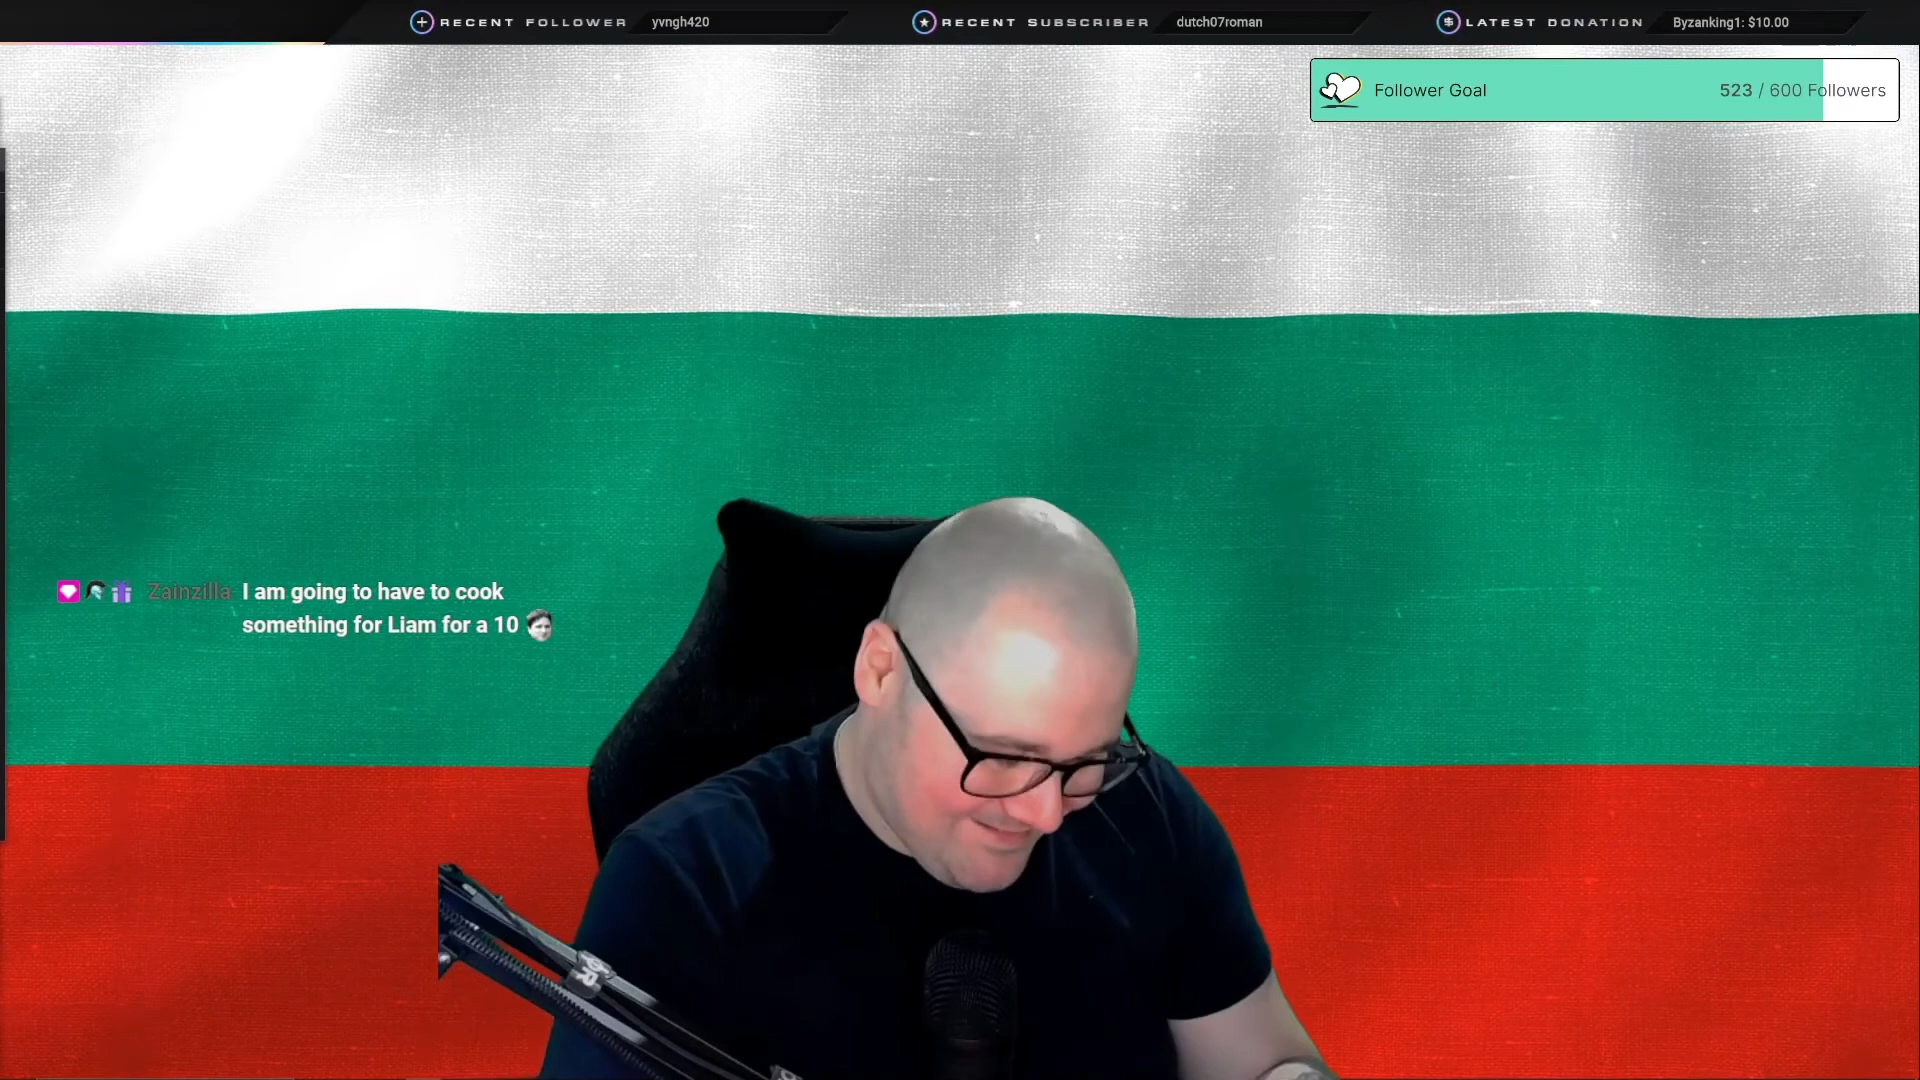 RECENT FOLLOWER yvngh420 RECENT SUBSCRIBER dutch07roman LATEST DONATION Byzanking1: $10.00
Follower Goal 523 / 600 Followers
Zainzilla I am going to have to cook
something for Liam for a 10